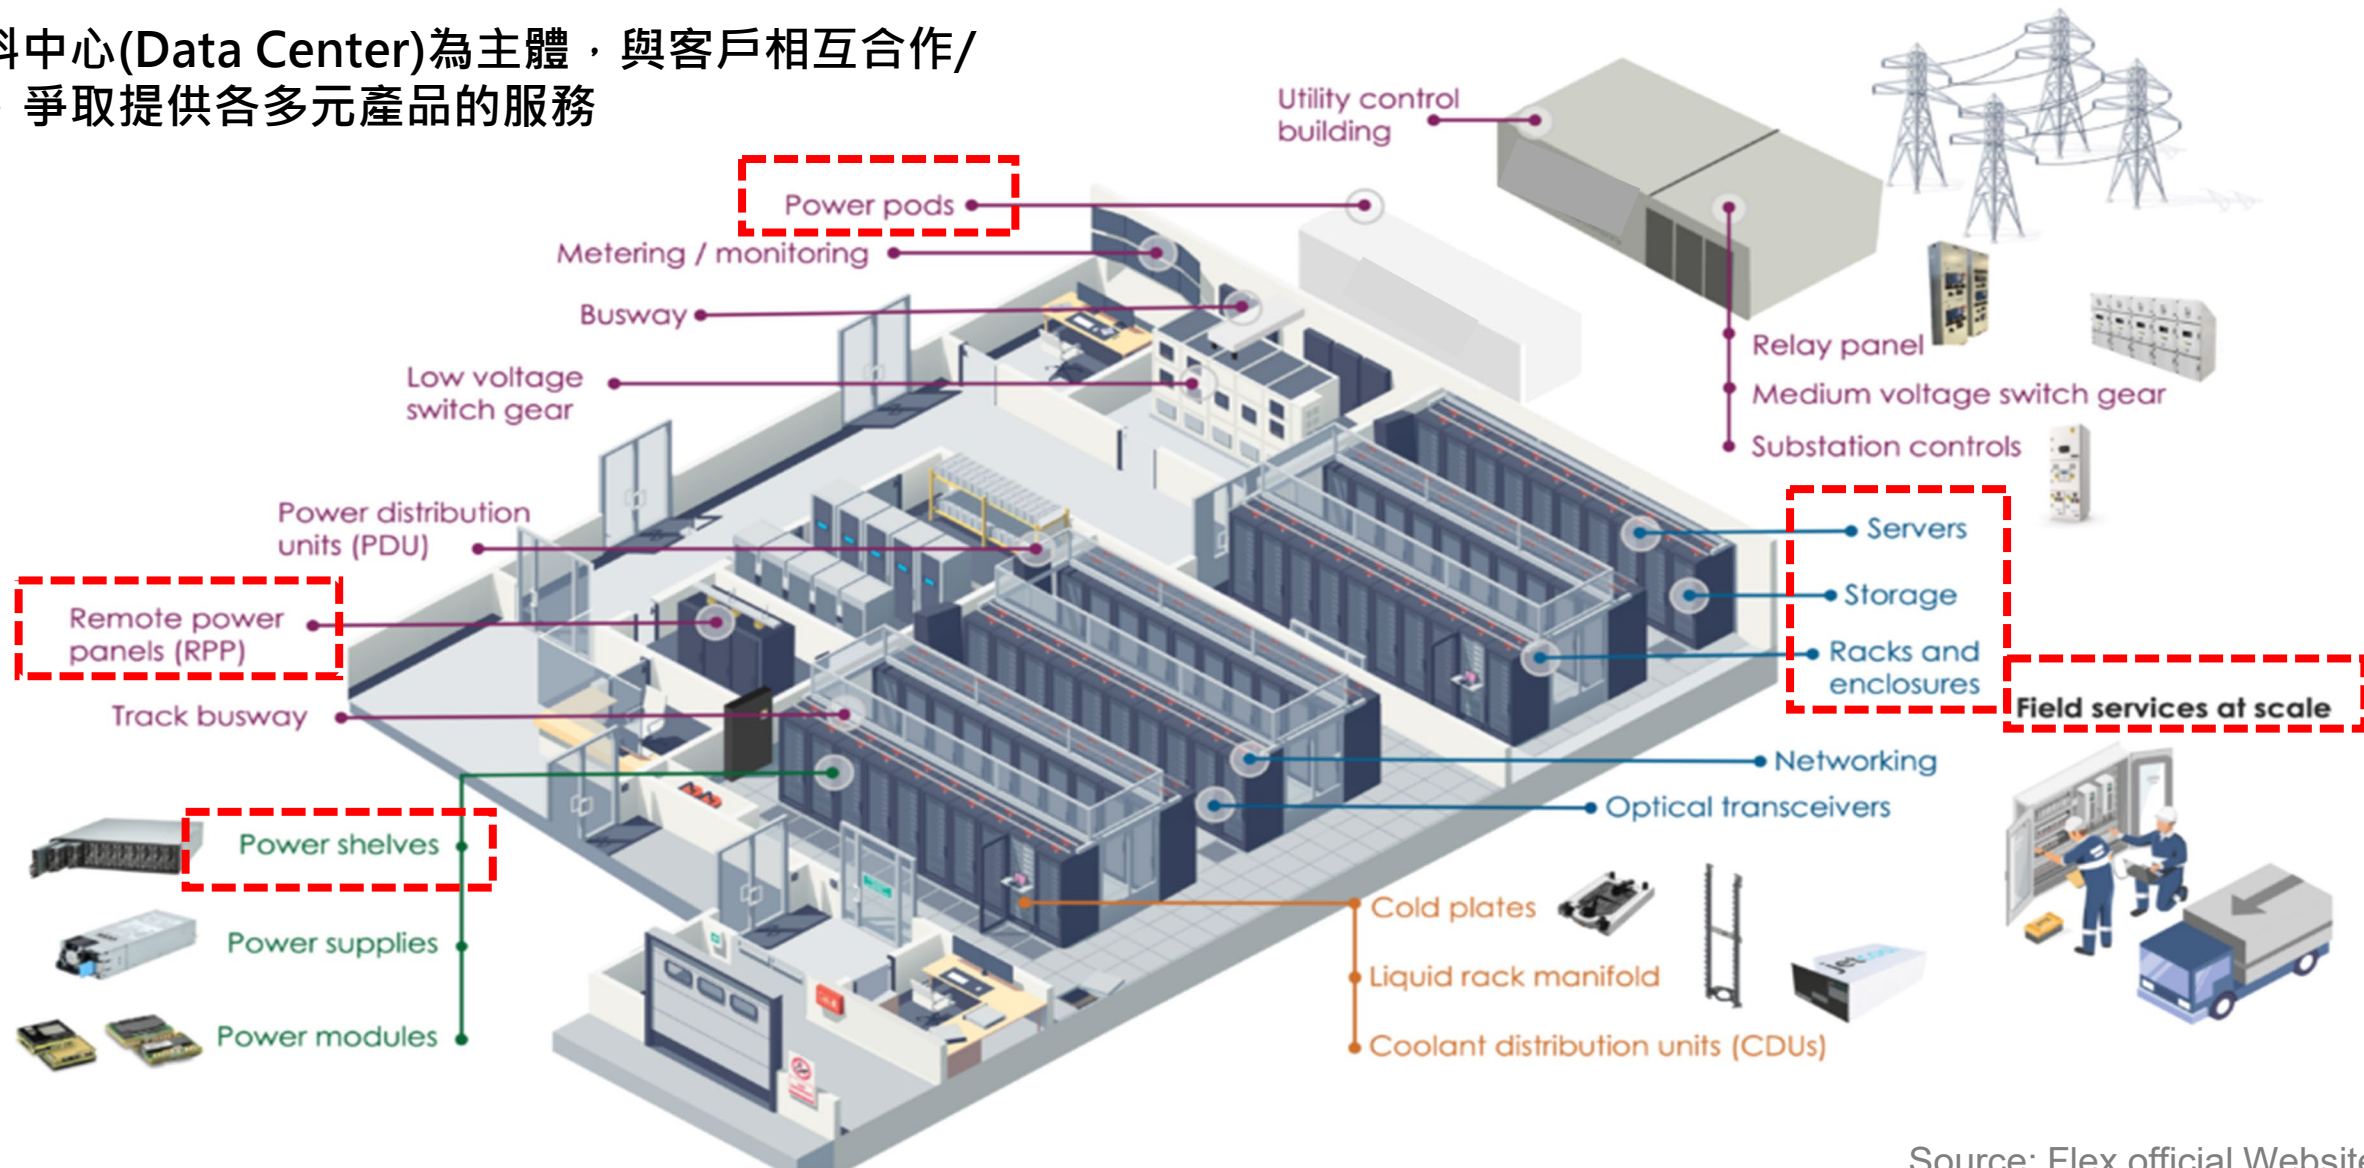 料中心(Data Center)為主體，與客戶相互合作/
、爭取提供各多元產品的服務
Utility control
building
Power pods
Metering / monitoring
Busway
Low voltage
switch gear
Relay panel
Medium voltage switch gear
Substation controls
Power distribution
units (PDU)
Servers
Storage
Remote power
panels (RPP)
Racks and
enclosures
Field services at scale
Track busway
Networking
Optical transceivers
Power shelves
Cold plates
Power supplies
Liquid rack manifold
Power modules
Coolant distribution units (CDUs)
Source: Flex official Website